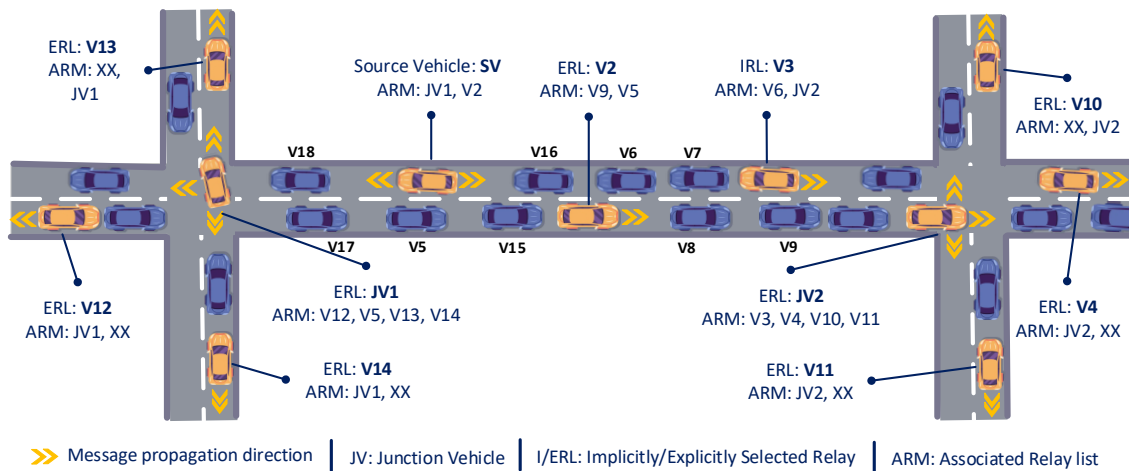 ERL: V13
ARM: XX,
JV1
Source Vehicle: SV
ARM: JV1, V2
ERL: V2
ARM: V9, V5
IRL: V3
ARM: V6, JV2
ERL: V10
ARM: XX, JV2
V18
V16
V6
V7
V17
V5
V15
V8
V9
ERL: V12
ARM: JV1, XX
ERL: JV1
ARM: V12, V5, V13, V14
ERL: JV2
ARM: V3, V4, V10, V11
ERL: V4
ARM: JV2, XX
ERL: V14
ARM: JV1, XX
ERL: V11
ARM: JV2, XX
Message propagation direction
JV: Junction Vehicle
I/ERL: Implicitly/Explicitly Selected Relay
ARM: Associated Relay list